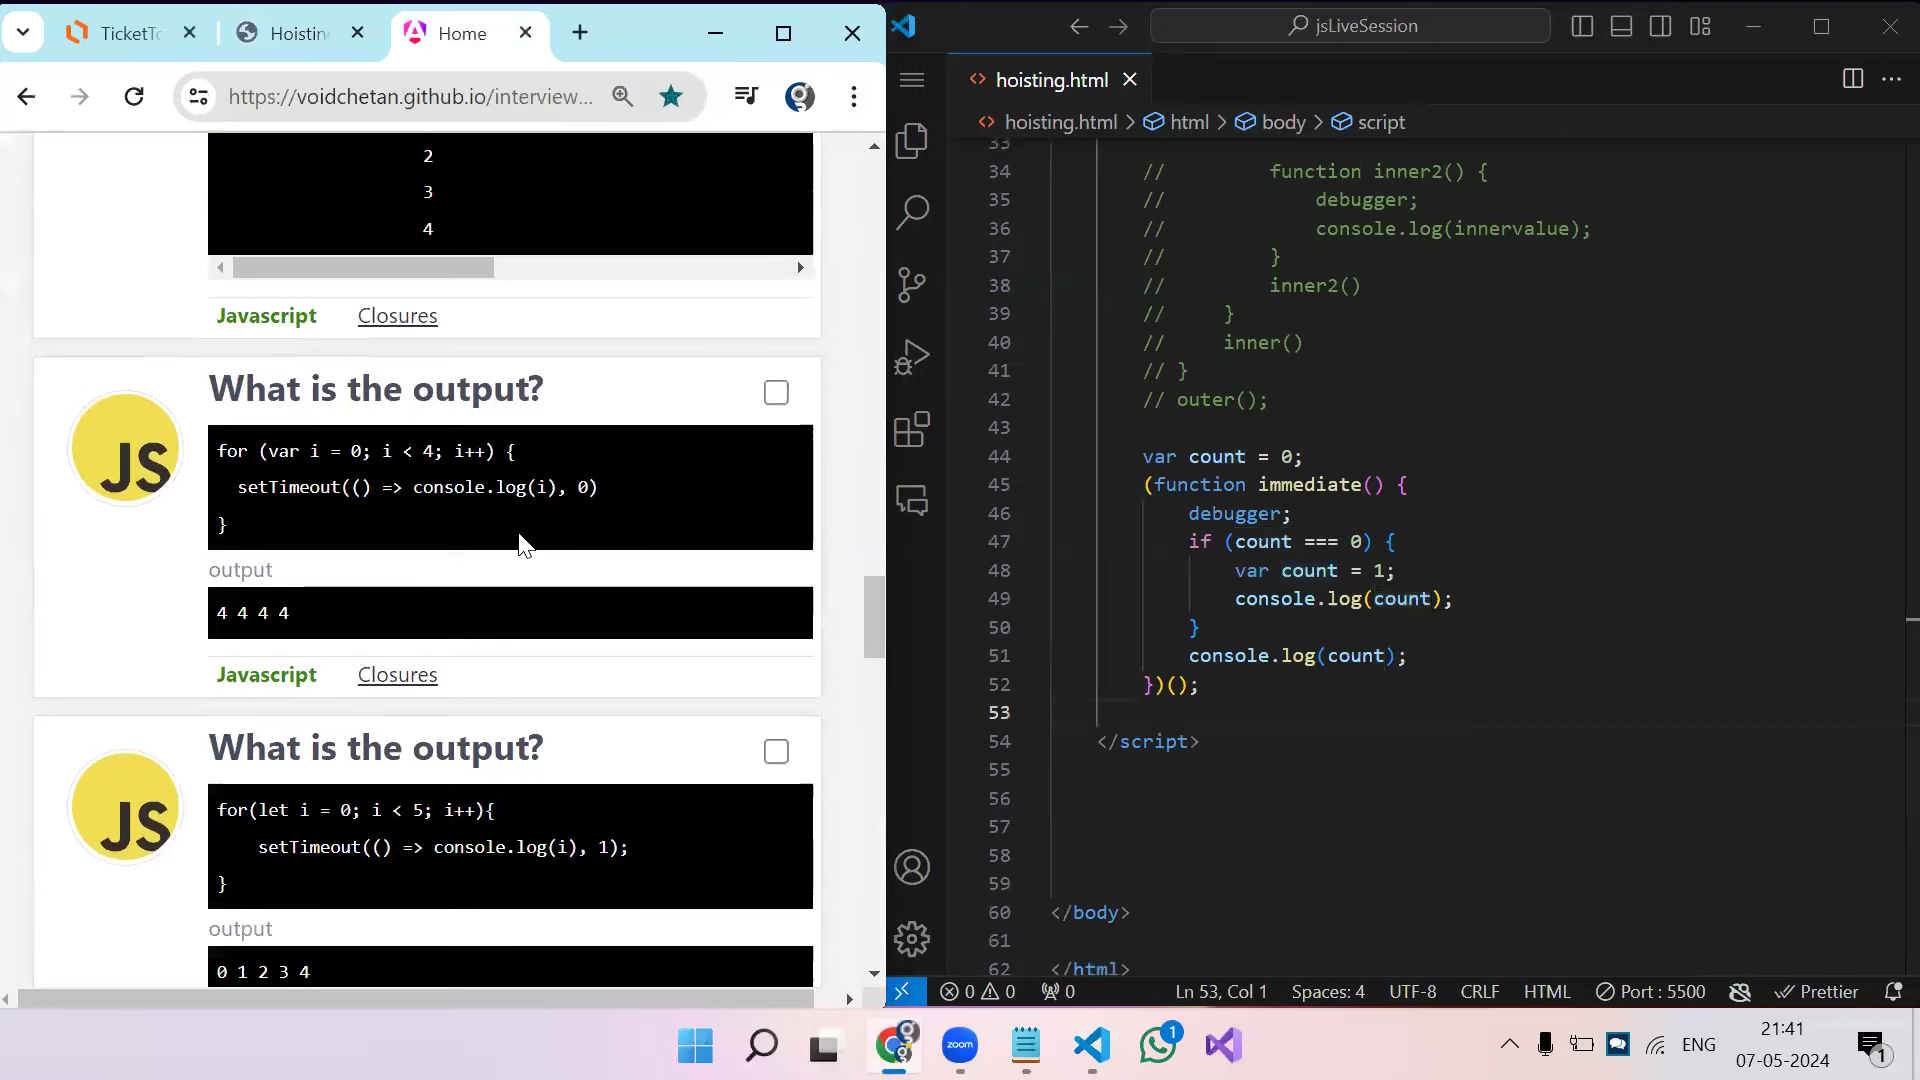 TicketTo
Hoistin
Home
https://voidchetan.github.io/interview...
2
3
4
Javascript
Closures
What is the output?
JS
for (var i = 0; i < 4; i++) {
setTimeout(() => console.log(i), 0)
}
output
4 4 4 4
Javascript
Closures
What is the output?
JS
for(let i = 0; i < 5; i++){
setTimeout(() => console.log(i), 1);
}
output
0 1 2 3 4
jsLiveSession
<> hoisting.html
<> hoisting.html > html > body > script
33
34 // function inner2() {
35 // debugger;
36 // console.log(innervalue);
37 // }
38 // inner2()
39 // }
40 // inner()
41 // }
42 // outer();
43
44 var count = 0;
45 (function immediate() {
46 debugger;
47 if (count === 0) {
48 var count = 1;
49 console.log(count);
50 }
51 console.log(count);
52 })();
53
54 </script>
55
56
57
58
59
60 </body>
61
62 </html>
0 0 0 Ln 53, Col 1 Spaces: 4 UTF-8 CRLF HTML Port : 5500 Prettier
zoom
1
ENG
21:41
07-05-2024
1